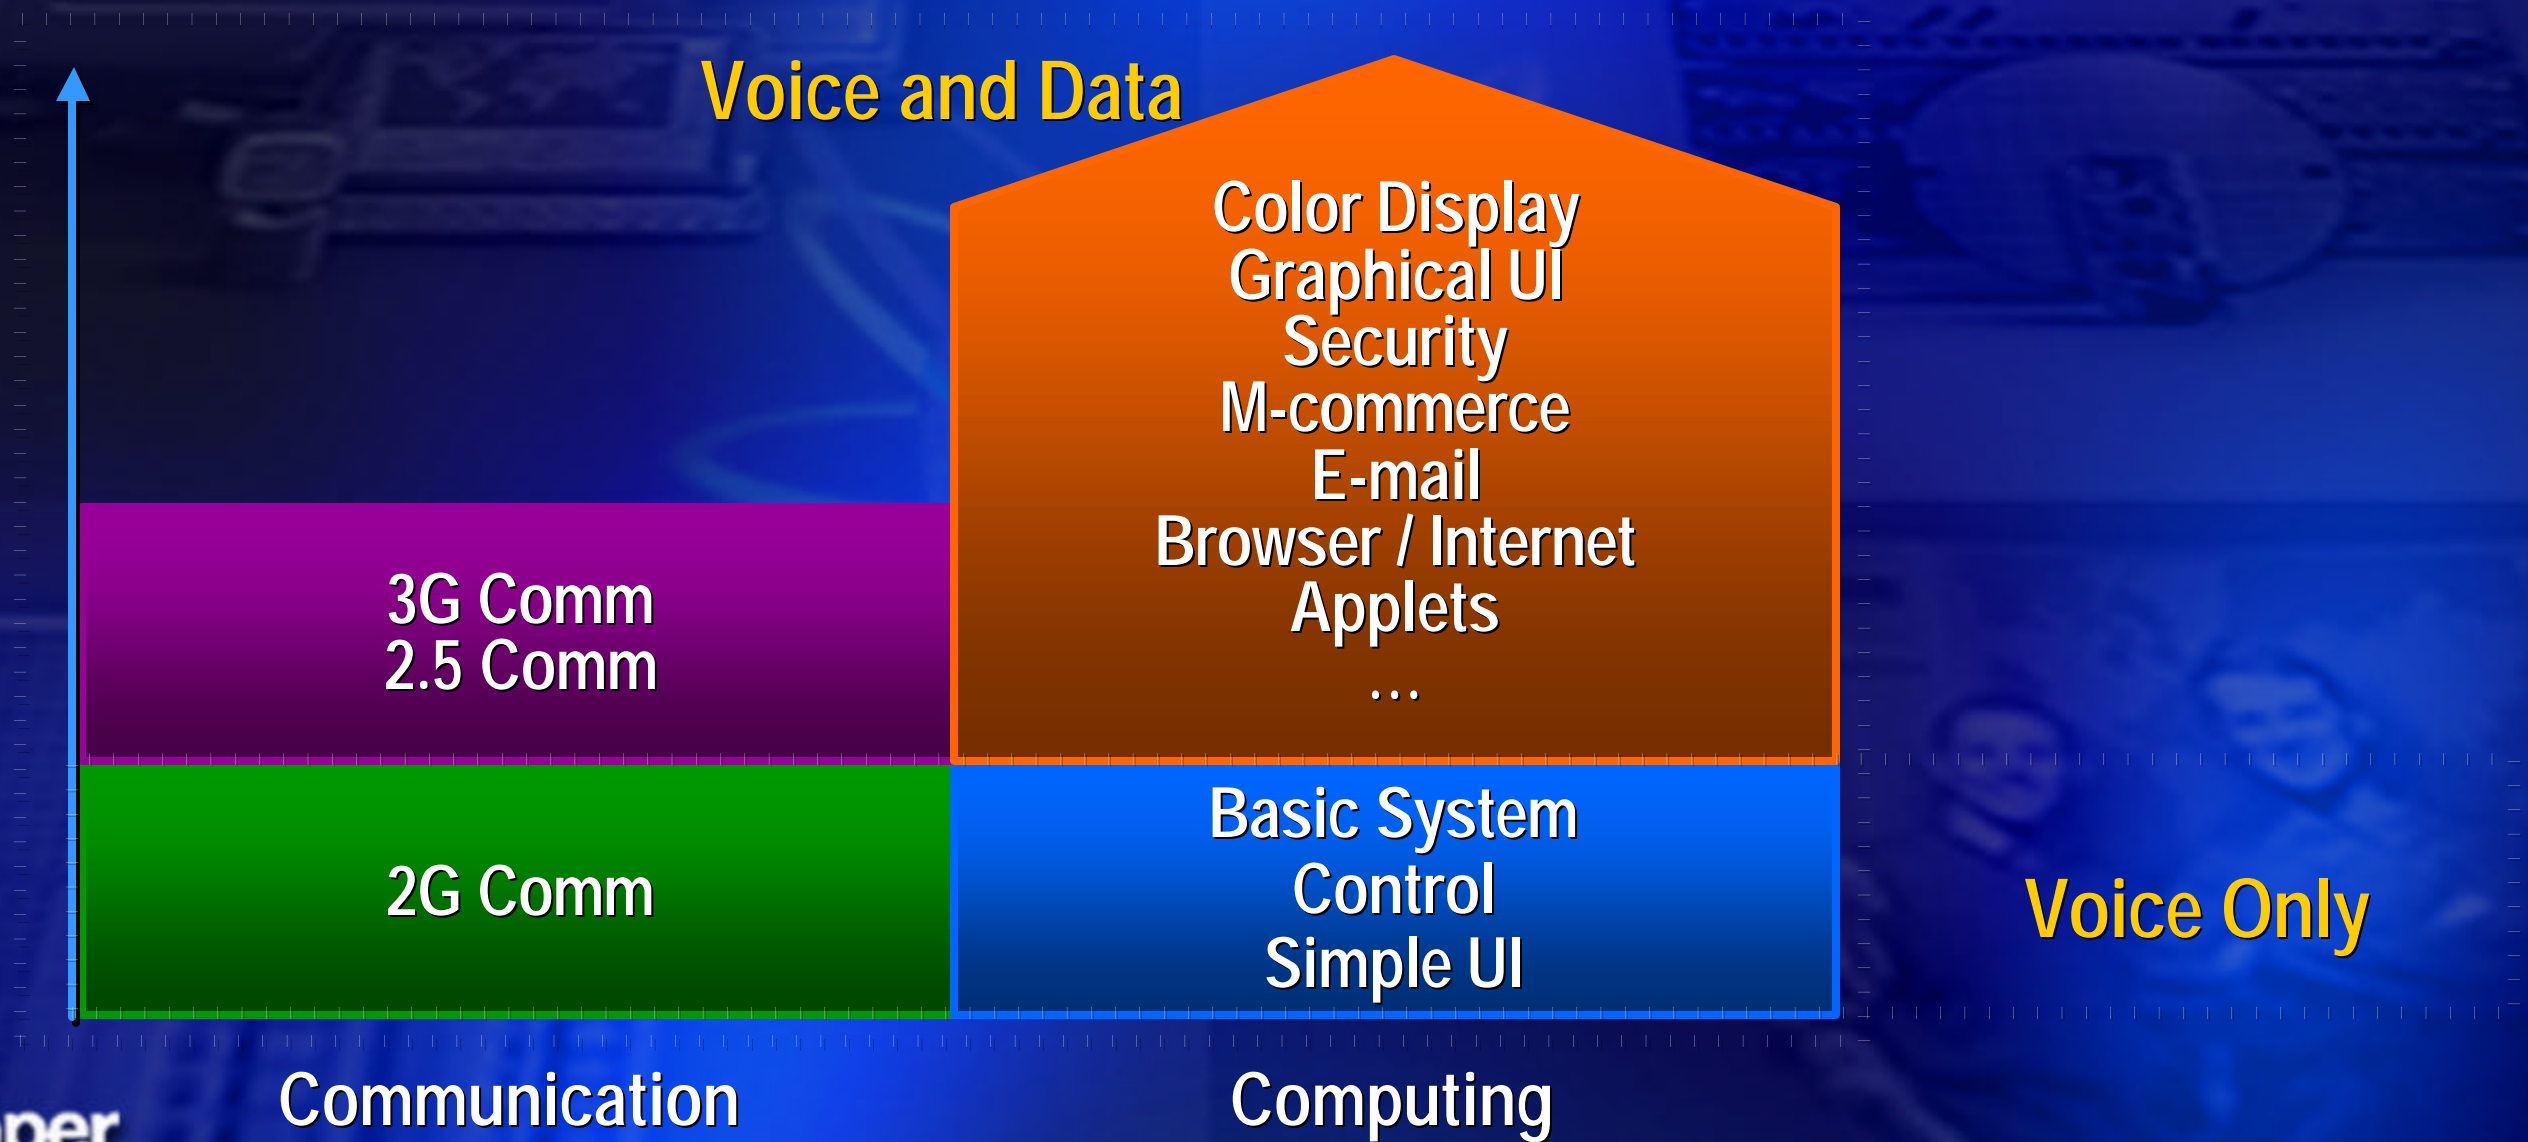 Voice and Data
Color Display
Graphical UI
Security
M-commerce
E-mail
Browser / Internet
Applets
...
3G Comm
2.5 Comm
2G Comm
Basic System
Control
Simple UI
Voice Only
Communication
Computing